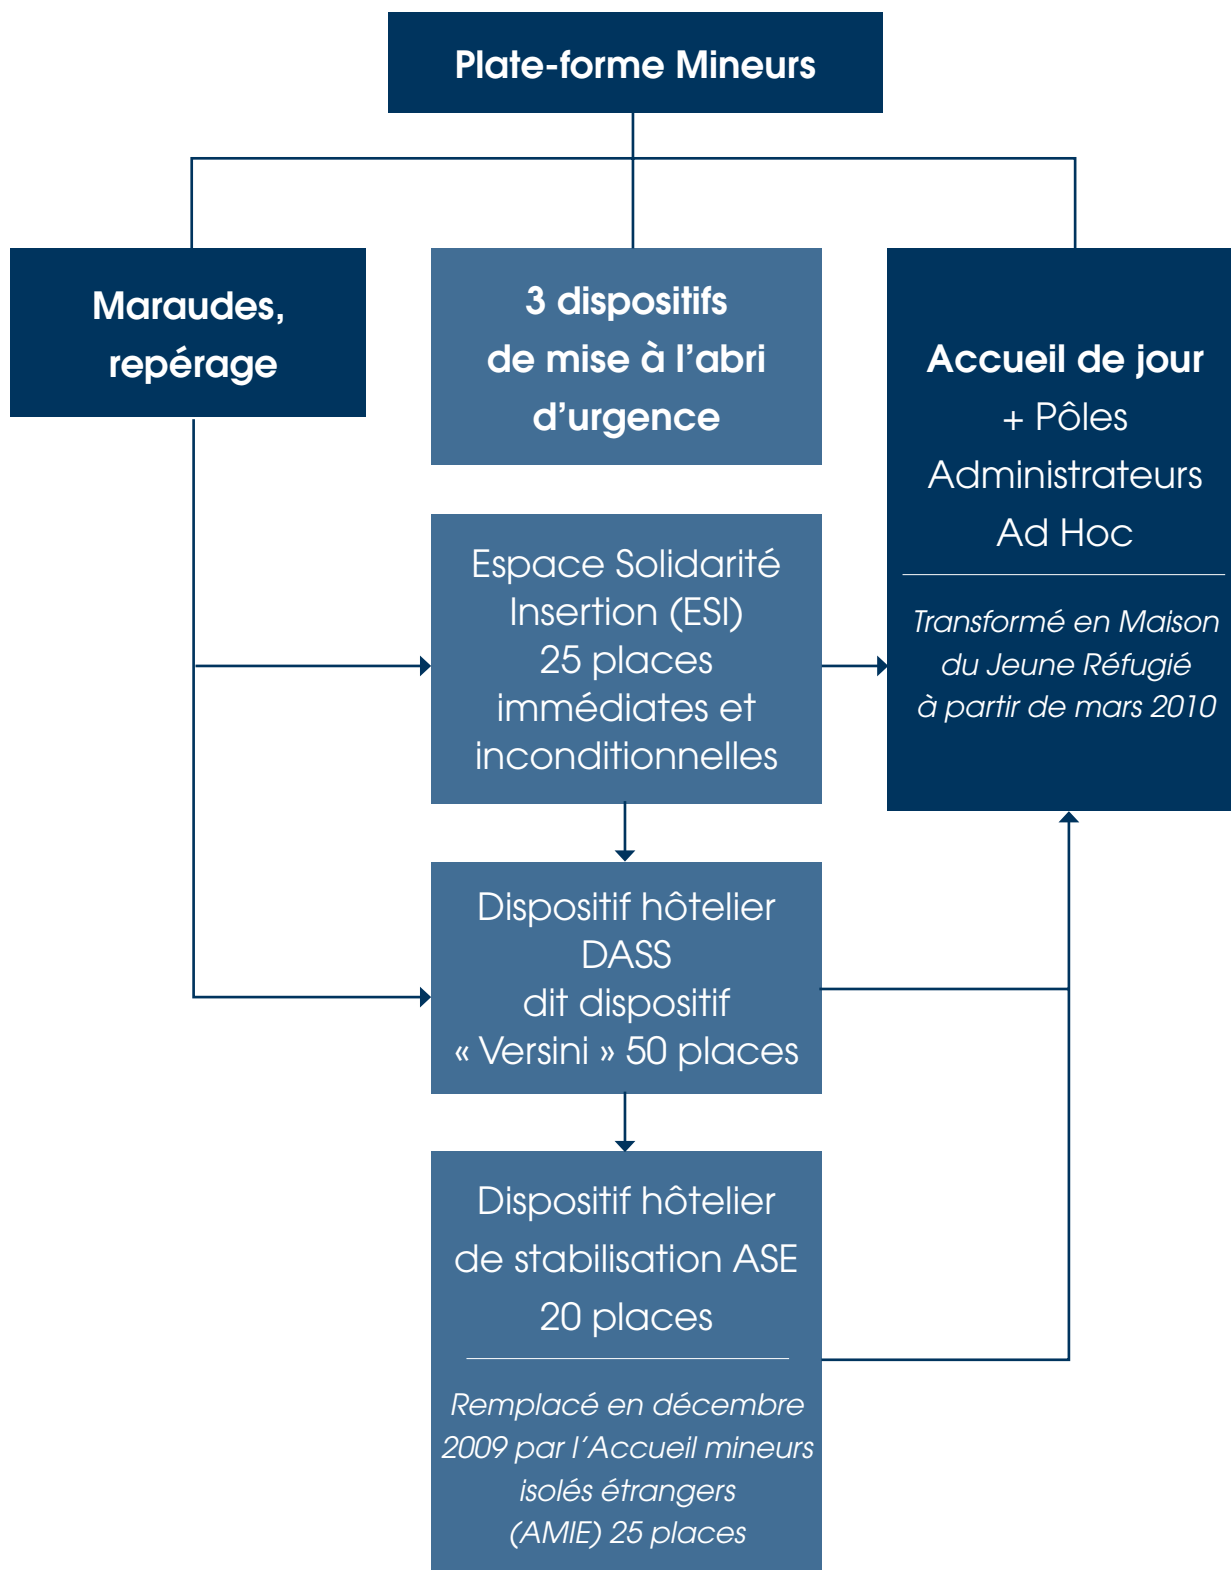 Plate-forme Mineurs
Maraudes,
repérage
3 dispositifs
de mise à l’abri
d’urgence
Accueil de jour
+ Pôles
Administrateurs
Ad Hoc
Transformé en Maison
du Jeune Réfugié
à partir de mars 2010
Espace Solidarité
Insertion (ESI)
25 places
immédiates et
inconditionnelles
Dispositif hôtelier
DASS
dit dispositif
« Versini » 50 places
Dispositif hôtelier
de stabilisation ASE
20 places
Remplacé en décembre
2009 par l’Accueil mineurs
isolés étrangers
(AMIE) 25 places